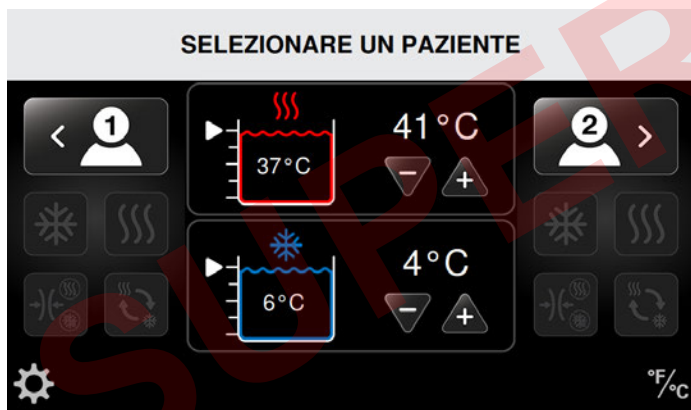 SELEZIONARE UN PAZIENTE
1
41°C
37°C
2
4°C
6°C
°F/°C
SUPER